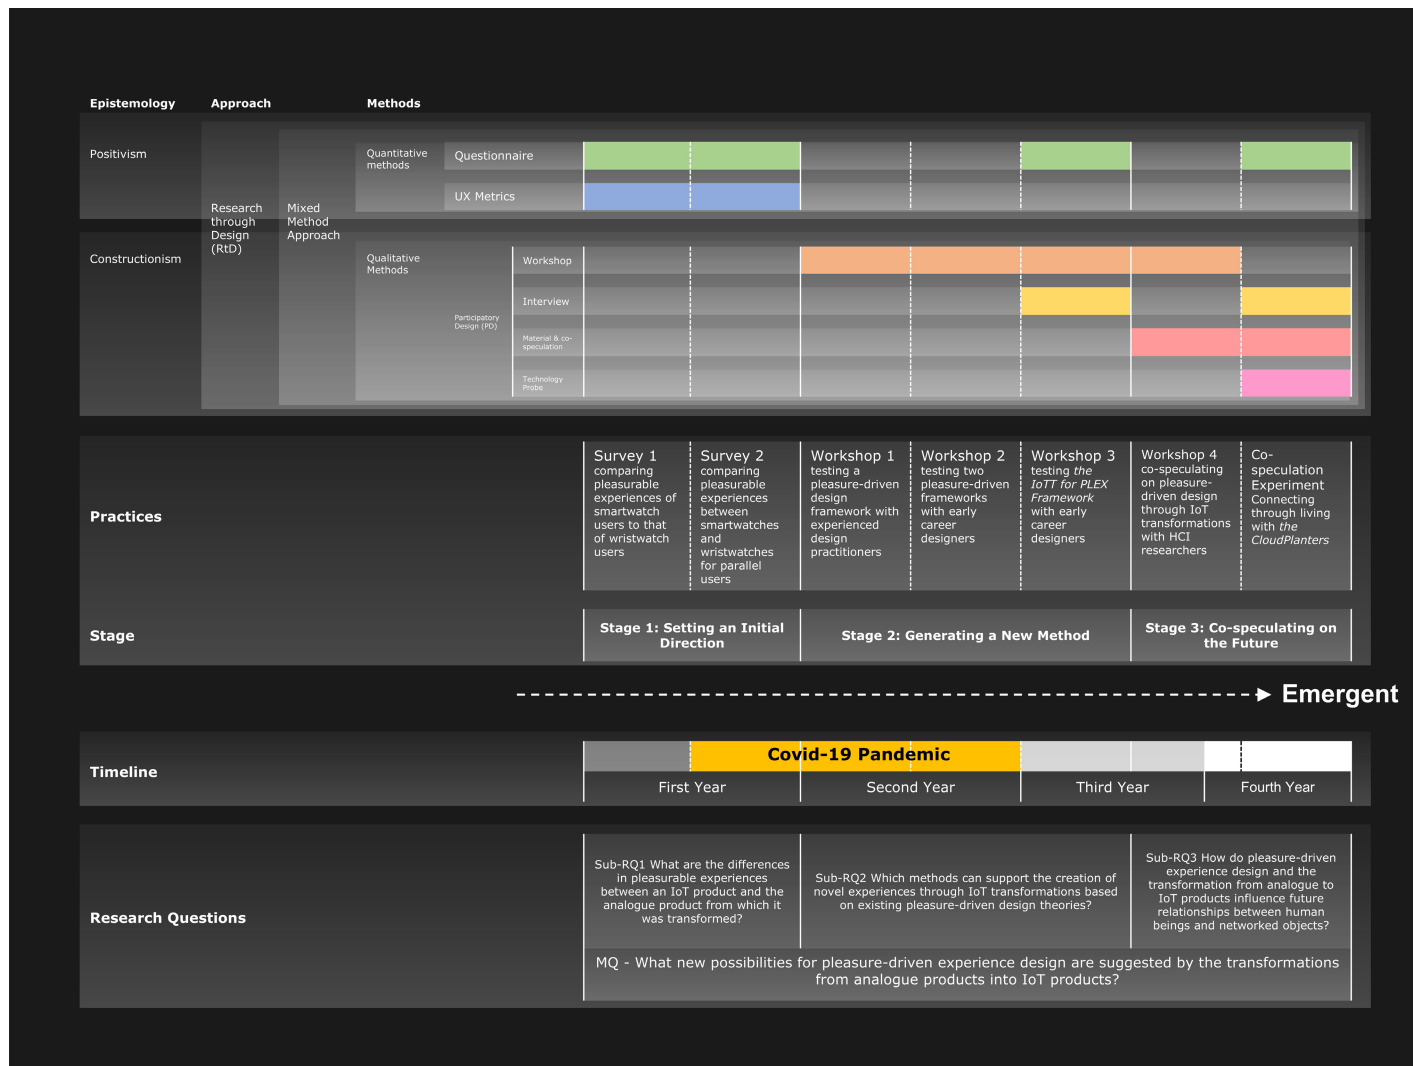 Epistemology
Approach
Methods
Positivism
Constructionism
Research
through
Design
(RtD)
Mixed
Method
Approach
Quantitative
methods
Questionnaire
UX Metrics
Qualitative
Methods
Participatory
Design (PD)
Workshop
Interview
Material & co-
speculation
Technology
Probe
Practices
Survey 1
comparing
pleasurable
experiences of
smartwatch
users to that
of wristwatch
users
Survey 2
comparing
pleasurable
experiences
between
smartwatches
and
wristwatches
for parallel
users
Workshop 1
testing a
pleasure-driven
design
framework with
experienced
design
practitioners
Workshop 2
testing two
pleasure-driven
frameworks
with early
career
designers
Workshop 3
testing the
IoTT for PLEX
Framework
with early
career
designers
Workshop 4
co-speculating
on pleasure-
driven design
through IoT
transformations
with HCI
researchers
Co-
speculation
Experiment
Connecting
through living
with the
CloudPlanters
Stage
Stage 1: Setting an Initial
Direction
Stage 2: Generating a New Method
Stage 3: Co-speculating on
the Future
Emergent
Timeline
Covid-19 Pandemic
First Year
Second Year
Third Year
Fourth Year
Research Questions
Sub-RQ1 What are the differences
in pleasurable experiences
between an IoT product and the
analogue product from which it
was transformed?
Sub-RQ2 Which methods can support the creation of
novel experiences through IoT transformations based
on existing pleasure-driven design theories?
Sub-RQ3 How do pleasure-driven
experience design and the
transformation from analogue to
IoT products influence future
relationships between human
beings and networked objects?
MQ - What new possibilities for pleasure-driven experience design are suggested by the transformations
from analogue products into IoT products?